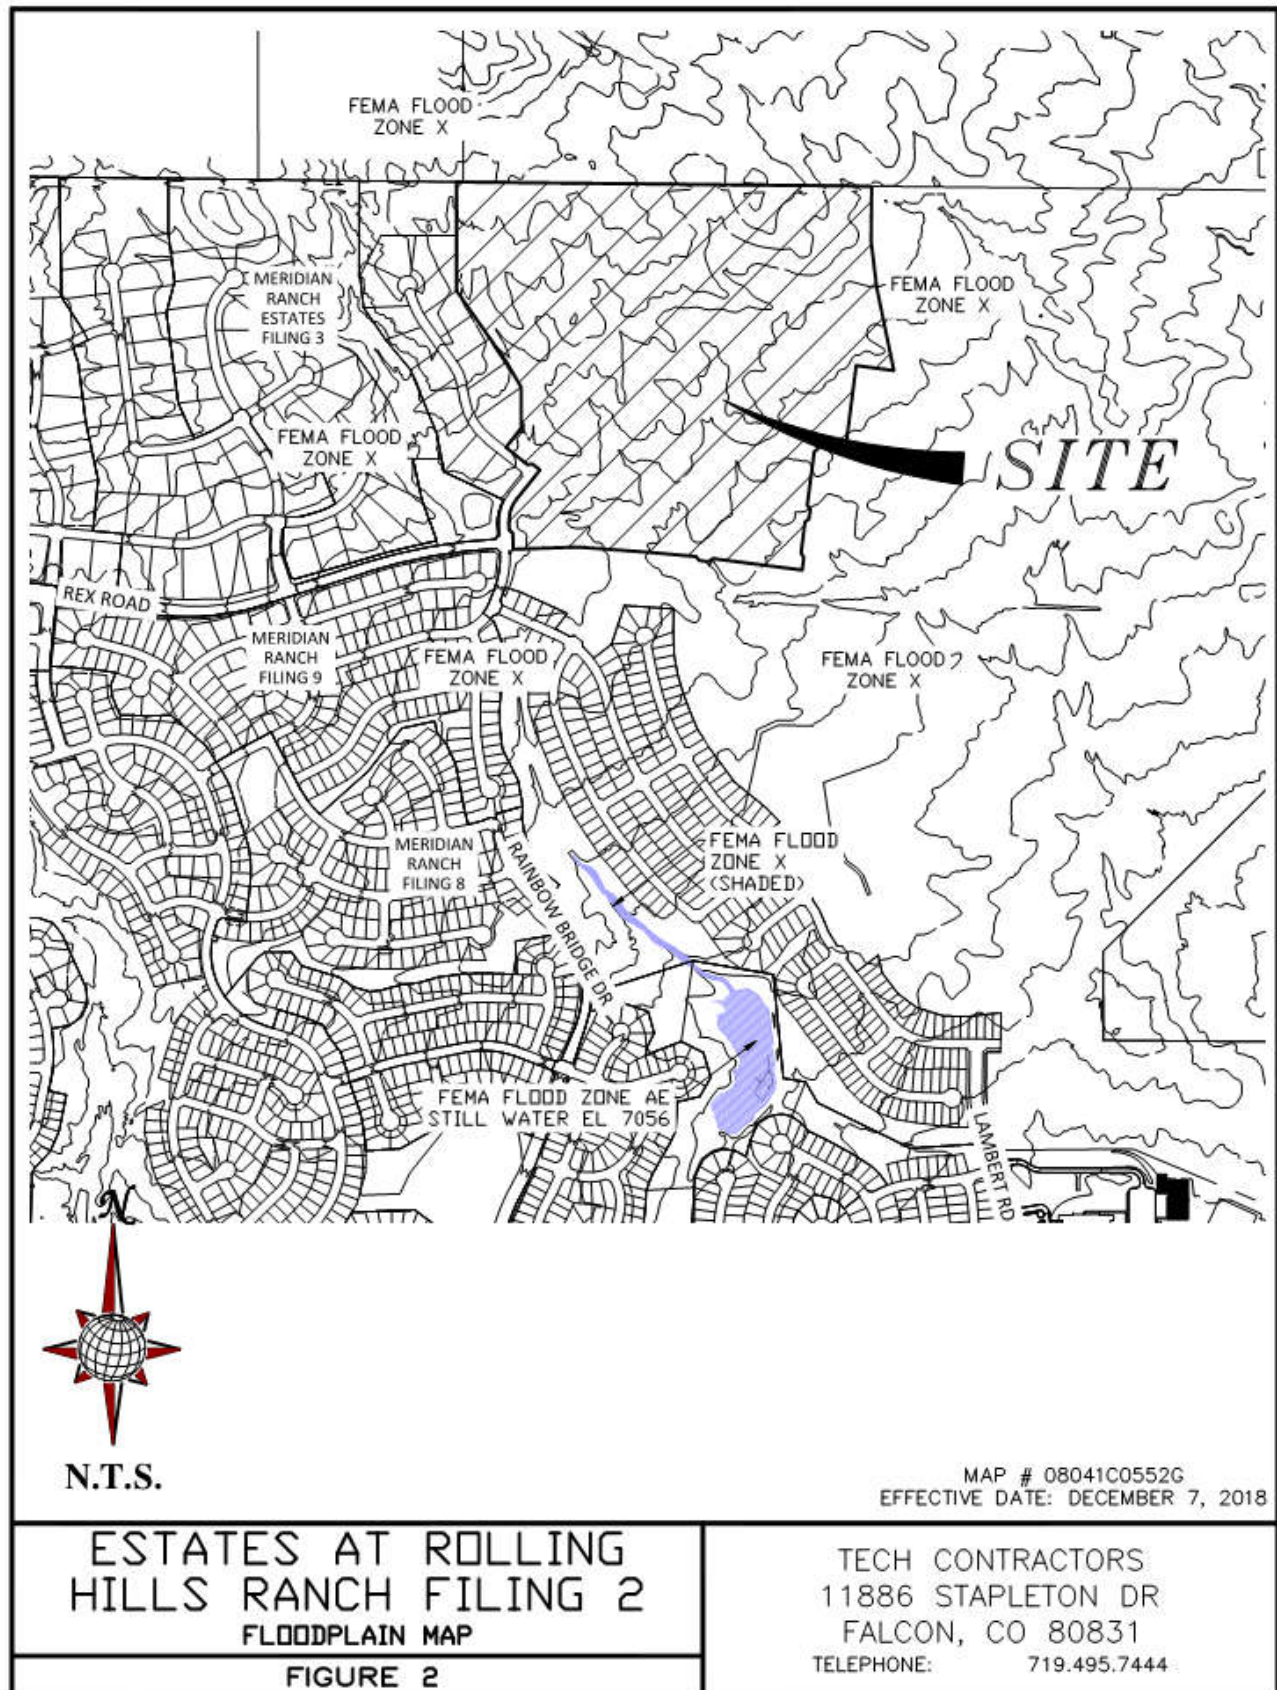 FEMA FLOOD
ZONE X
MERIDIAN
RANCH
ESTATES
FILING 3
FEMA FLOOD
ZONE X
FEMA FLOOD
ZONE X
SITE
REX ROAD
MERIDIAN
RANCH
FILING 9
FEMA FLOOD
ZONE X
FEMA FLOOD
ZONE X
MERIDIAN
RANCH
FILING 8
RAINBOW BRIDGE DR
FEMA FLOOD
ZONE X
(SHADED)
FEMA FLOOD ZONE AE
STILL WATER EL 7056
LAMBERT RD
N
N.T.S.
MAP # 08041C0552G
EFFECTIVE DATE: DECEMBER 7, 2018
ESTATES AT ROLLING
HILLS RANCH FILING 2
FLOODPLAIN MAP
FIGURE 2
TECH CONTRACTORS
11886 STAPLETON DR
FALCON, CO 80831
TELEPHONE: 719.495.7444